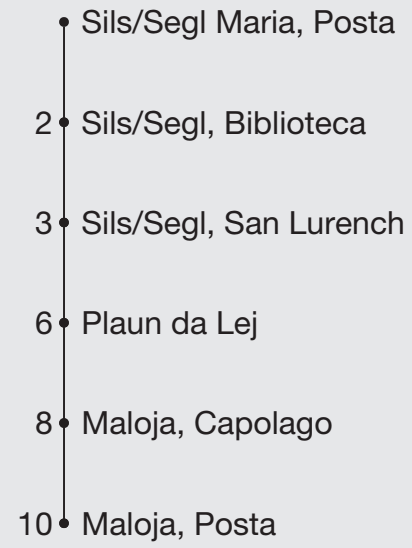 Sils/Segl Maria, Posta
2 Sils/Segl, Biblioteca
3 Sils/Segl, San Lurench
6 Plaun da Lej
8 Maloja, Capolago
10 Maloja, Posta